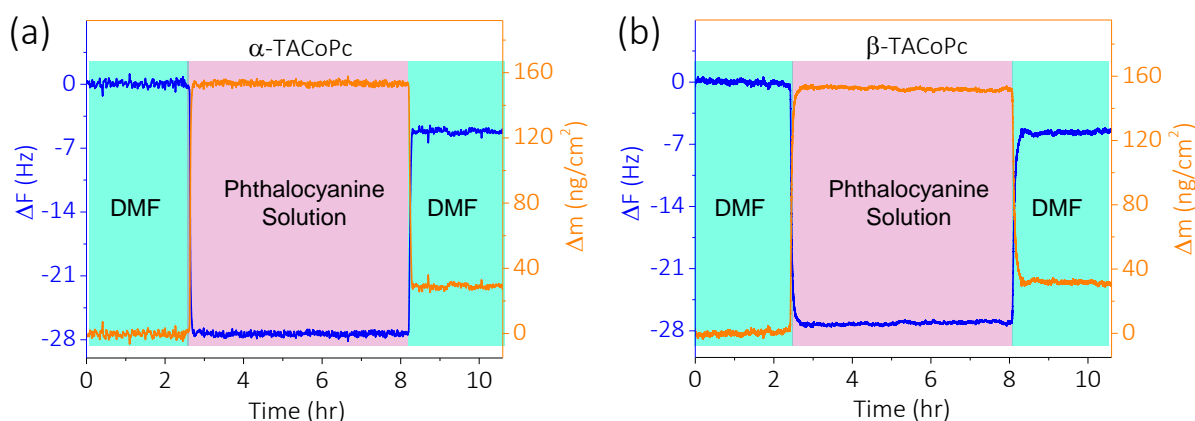 (a)
α-TACoPc
ΔF (Hz)
0
-7
-14
-21
-28
DMF
Phthalocyanine
Solution
DMF
160
120
80
40
0
Δm (ng/cm²)
0 2 4 6 8 10
Time (hr)
(b)
β-TACoPc
ΔF (Hz)
0
-7
-14
-21
-28
DMF
Phthalocyanine
Solution
DMF
160
120
80
40
0
Δm (ng/cm²)
0 2 4 6 8 10
Time (hr)